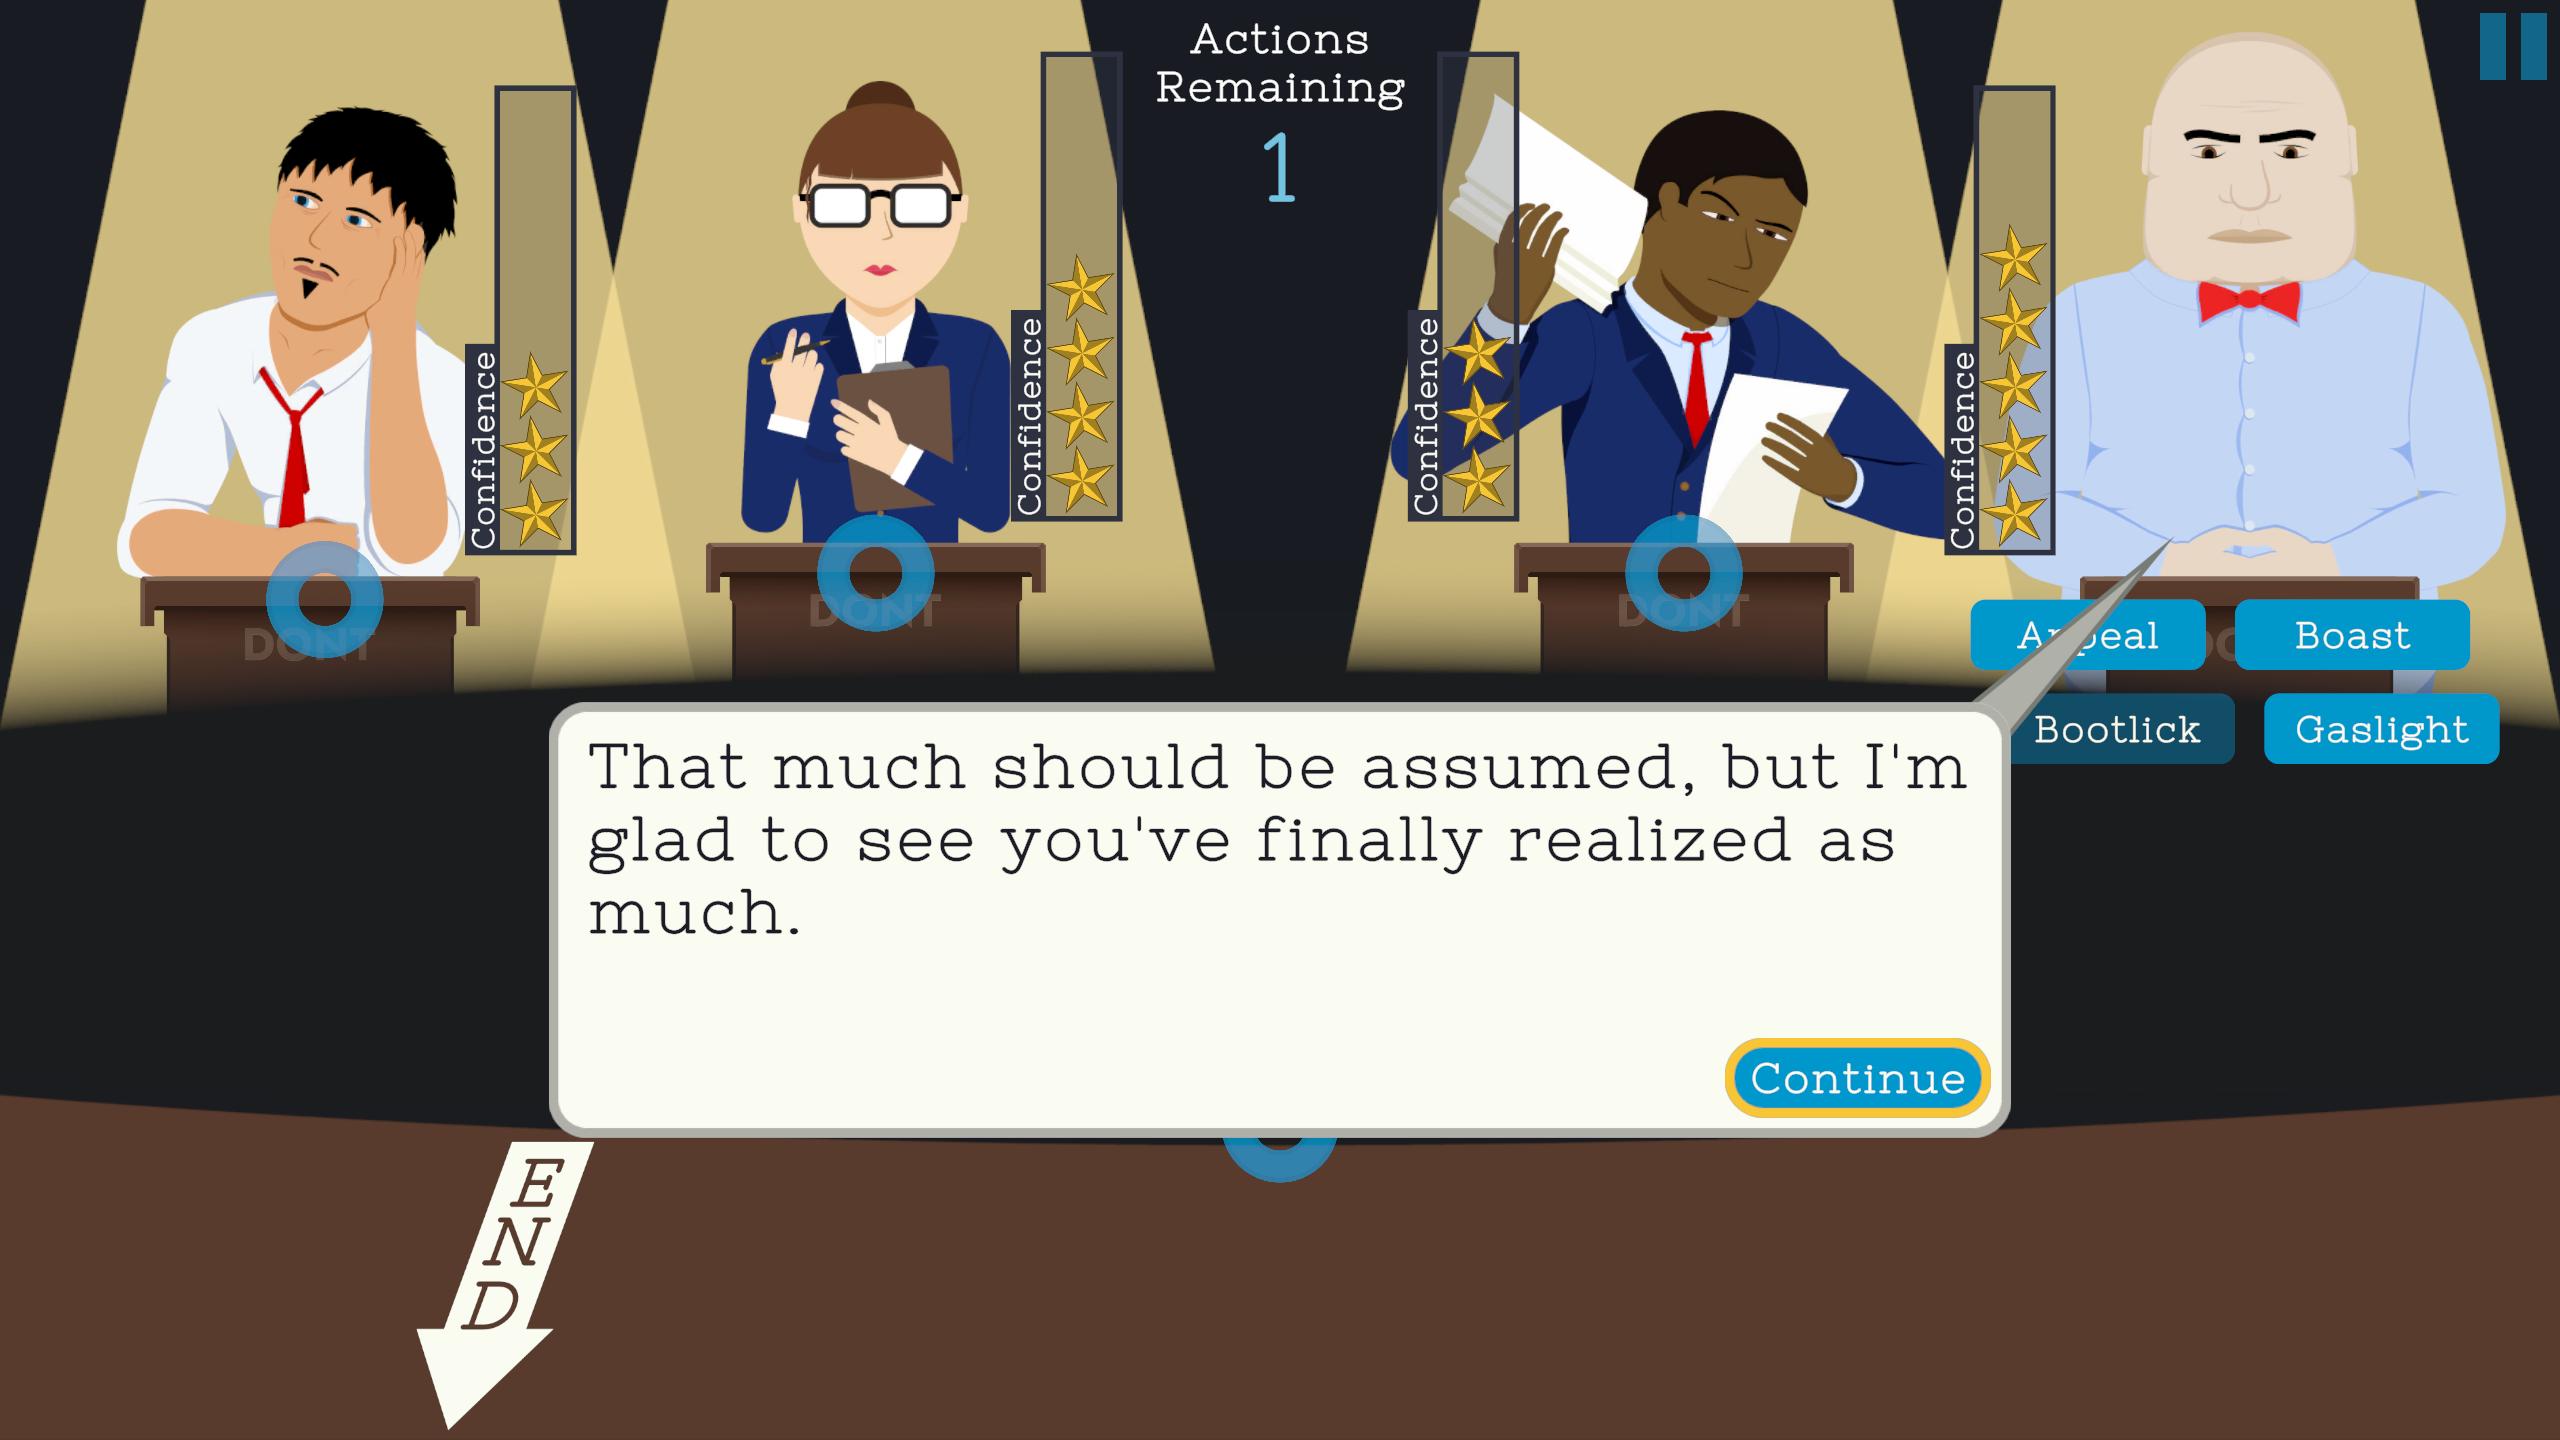 Actions
Remaining
1
Confidence
Confidence
Confidence
Confidence
DONT
DONT
DONT
Appeal
Boast
Bootlick
Gaslight
That much should be assumed, but I'm
glad to see you've finally realized as
much.
Continue
END